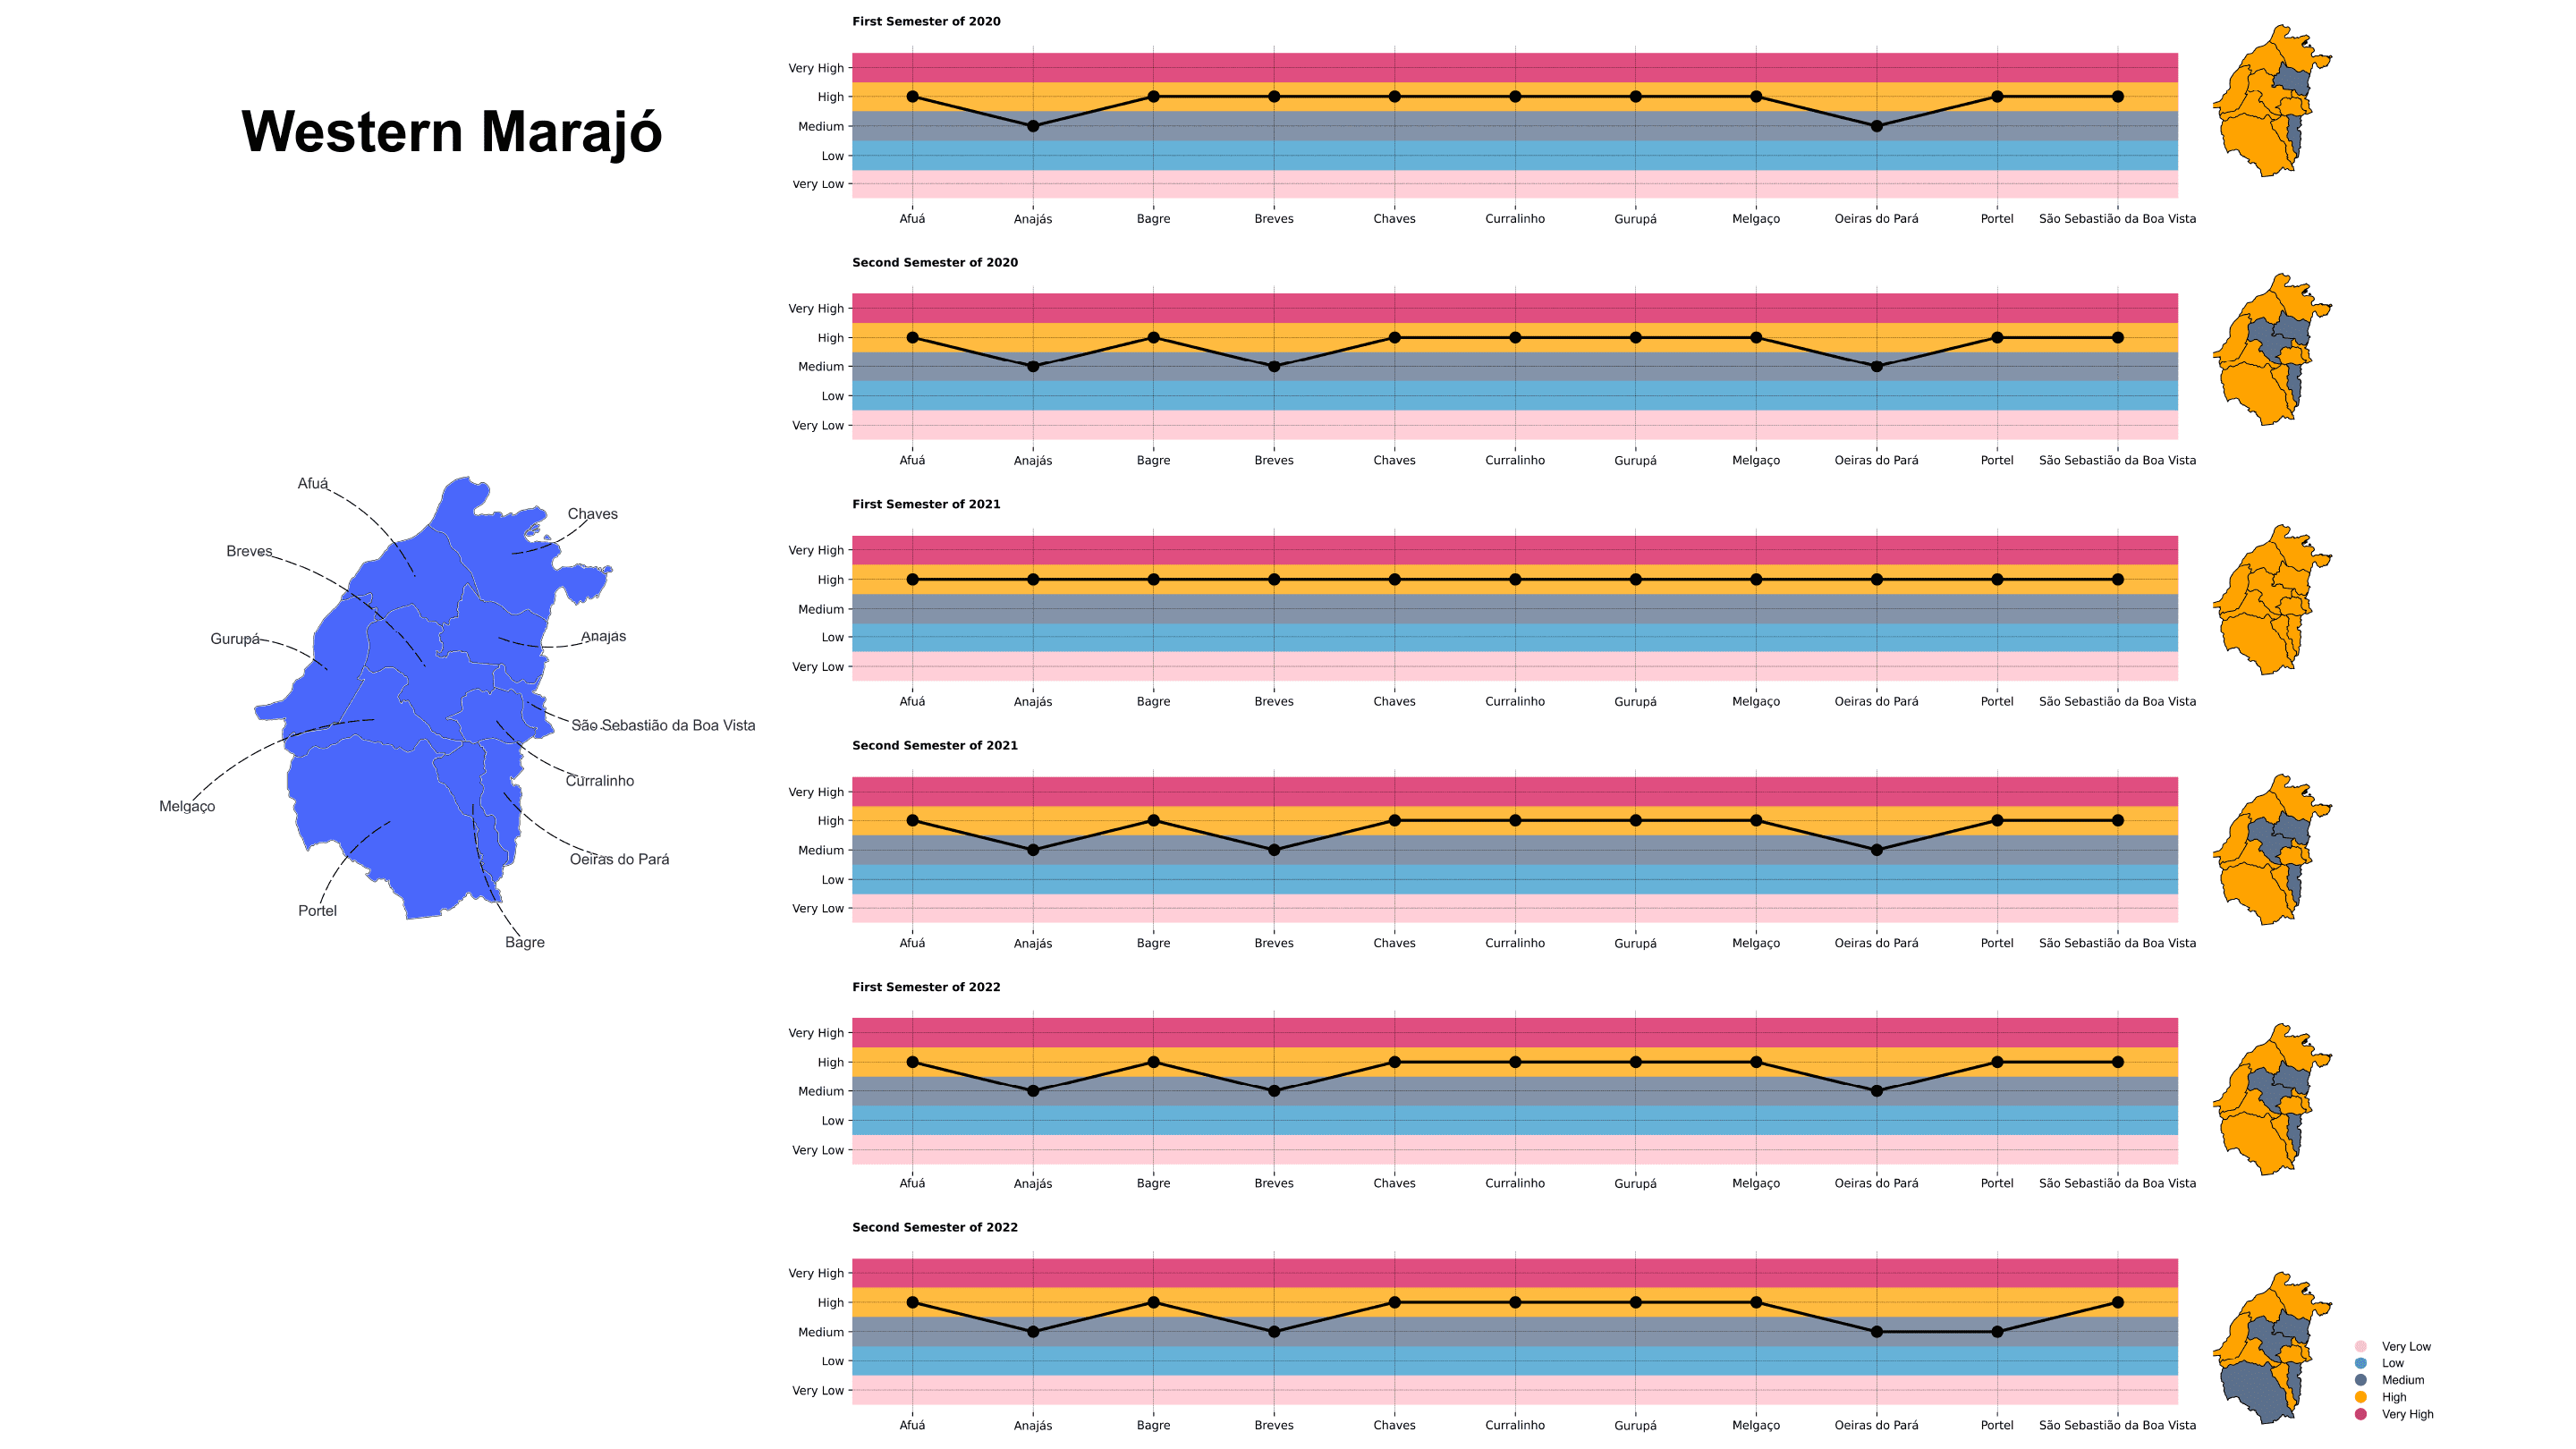 Western Marajó
Afuá
Chaves
Breves
Gurupá
Anajás
São Sebastião da Boa Vista
Curralinho
Melgaço
Oeiras do Pará
Portel
Bagre
First Semester of 2020
Very High
High
Medium
Low
Very Low
Afuá Anajás Bagre Breves Chaves Curralinho Gurupá Melgaço Oeiras do Pará Portel São Sebastião da Boa Vista
Second Semester of 2020
Very High
High
Medium
Low
Very Low
Afuá Anajás Bagre Breves Chaves Curralinho Gurupá Melgaço Oeiras do Pará Portel São Sebastião da Boa Vista
First Semester of 2021
Very High
High
Medium
Low
Very Low
Afuá Anajás Bagre Breves Chaves Curralinho Gurupá Melgaço Oeiras do Pará Portel São Sebastião da Boa Vista
Second Semester of 2021
Very High
High
Medium
Low
Very Low
Afuá Anajás Bagre Breves Chaves Curralinho Gurupá Melgaço Oeiras do Pará Portel São Sebastião da Boa Vista
First Semester of 2022
Very High
High
Medium
Low
Very Low
Afuá Anajás Bagre Breves Chaves Curralinho Gurupá Melgaço Oeiras do Pará Portel São Sebastião da Boa Vista
Second Semester of 2022
Very High
High
Medium
Low
Very Low
Afuá Anajás Bagre Breves Chaves Curralinho Gurupá Melgaço Oeiras do Pará Portel São Sebastião da Boa Vista
Very Low
Low
Medium
High
Very High